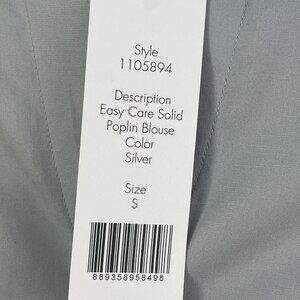 Style
1105894
Description
Easy Care Solid
Poplin Blouse
Color
Silver
Size
S
889358958498